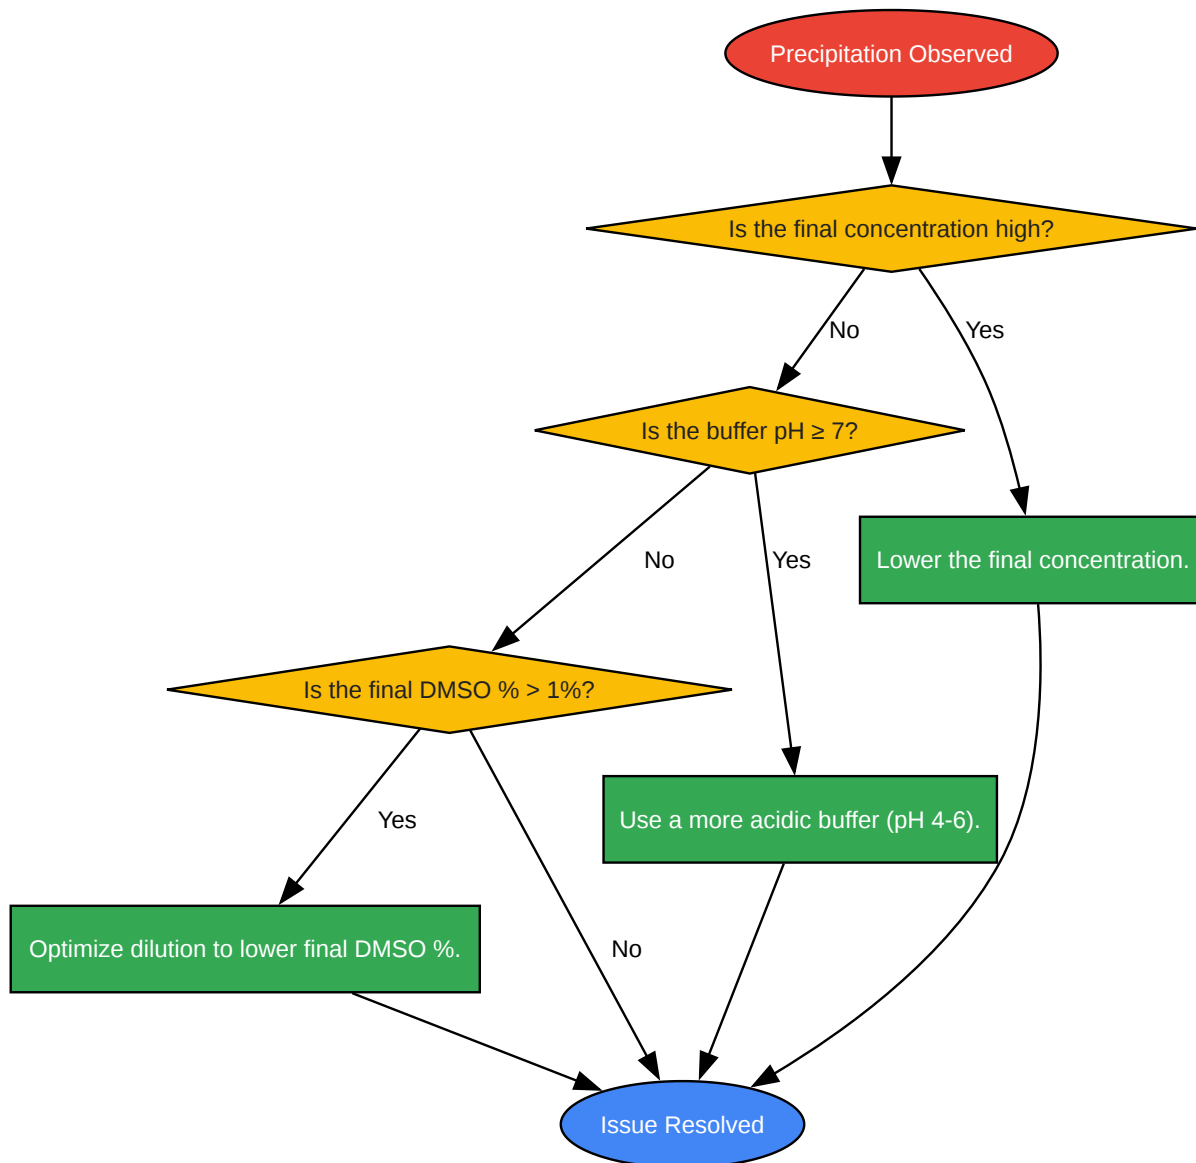 Precipitation Observed
Is the final concentration high?
No
Yes
Is the buffer pH ≥ 7?
No
Yes
Lower the final concentration.
Is the final DMSO % > 1%?
Yes
Use a more acidic buffer (pH 4-6).
Optimize dilution to lower final DMSO %.
No
Issue Resolved